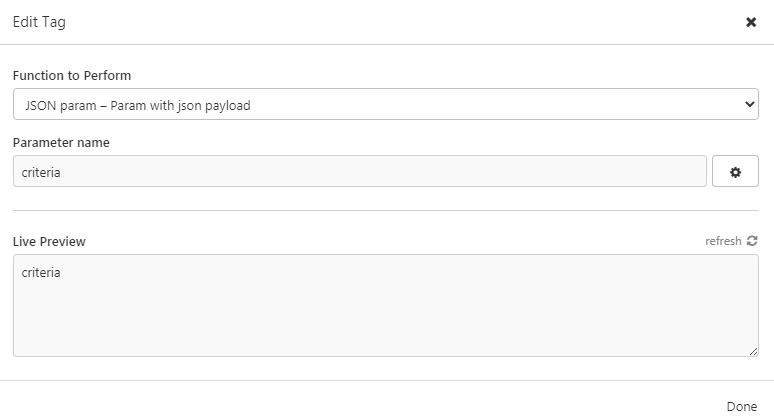 Edit Tag
Function to Perform
JSON param – Param with json payload
Parameter name
criteria
Live Preview
refresh
criteria
Done